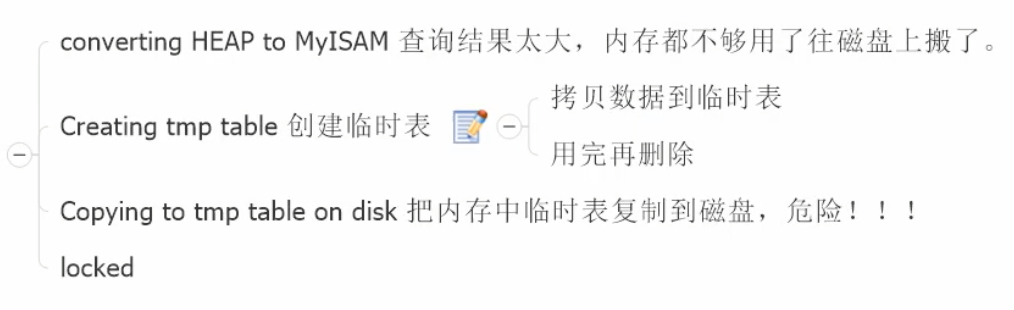 converting HEAP to MyISAM 查询结果太大，内存都不够用了往磁盘上搬了。
Creating tmp table 创建临时表
拷贝数据到临时表
用完再删除
Copying to tmp table on disk 把内存中临时表复制到磁盘，危险！！！
locked